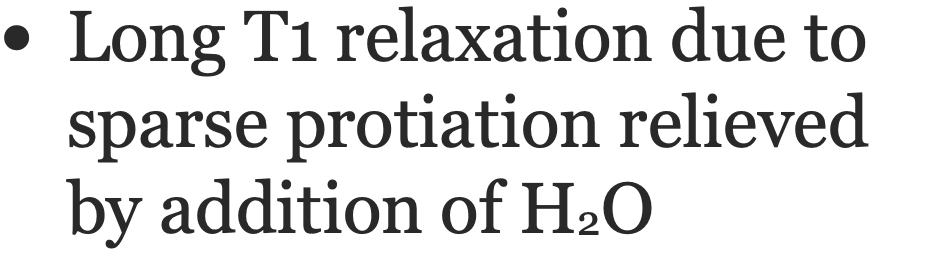 • Long T1 relaxation due to
sparse protiation relieved
by addition of H₂O